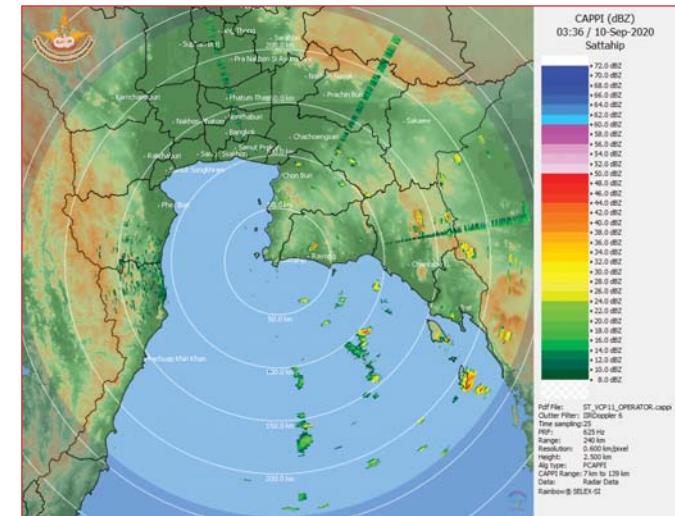 CAPPI (dBZ)
03:36 / 10-Sep-2020
Sattahip
+72.0 dBZ
+70.0 dBZ
+68.0 dBZ
+66.0 dBZ
+64.0 dBZ
+62.0 dBZ
+60.0 dBZ
+58.0 dBZ
+56.0 dBZ
+54.0 dBZ
+52.0 dBZ
+50.0 dBZ
+48.0 dBZ
+46.0 dBZ
+44.0 dBZ
+42.0 dBZ
+40.0 dBZ
+38.0 dBZ
+36.0 dBZ
+34.0 dBZ
+32.0 dBZ
+30.0 dBZ
+28.0 dBZ
+26.0 dBZ
+24.0 dBZ
+22.0 dBZ
+20.0 dBZ
+18.0 dBZ
+16.0 dBZ
+14.0 dBZ
+12.0 dBZ
+10.0 dBZ
+ 8.0 dBZ
Pdf File: ST_VCP11_OPERATOR.cappi
Clutter Filter: IIRDoppler 6
Time sampling:25
PRF: 625 Hz
Range: 240 km
Resolution: 0.600 km/pixel
Height: 2.500 km
Alg type: PCAPPI
CAPPI Range: 7 km to 139 km
Data: Radar Data
Rainbow® SELEX-SI
Saraburi
Pra Nakhon Si
Nakhon Nayok
Kanchanaburi
Phatum
Prachin Buri
Nonthaburi
Nakhon
Sakaew
Bangkok
Chachoengsao
Ratchaburi
Samut
Samut Songkhram
Chon Buri
Rayong
Trat
50.0 km
100.0 km
150.0 km
200.0 km
Khiri Khan